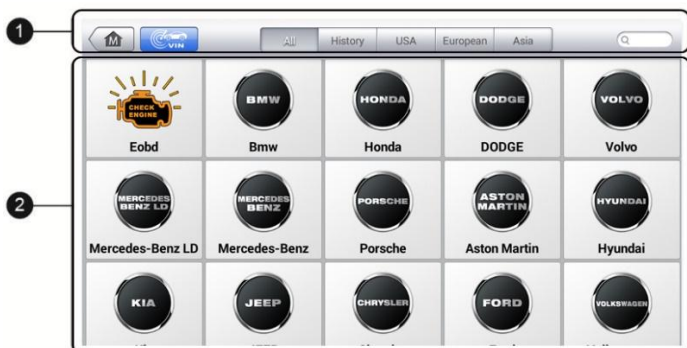 1
M VIN All History USA European Asia
2
CHECK ENGINE BMW HONDA DODGE VOLVO
Eobd Bmw Honda DODGE Volvo
MERCEDES BENZ LD MERCEDES BENZ PORSCHE ASTON MARTIN HYUNDAI
Mercedes-Benz LD Mercedes-Benz Porsche Aston Martin Hyundai
KIA JEEP CHRYSLER FORD VOLKSWAGEN